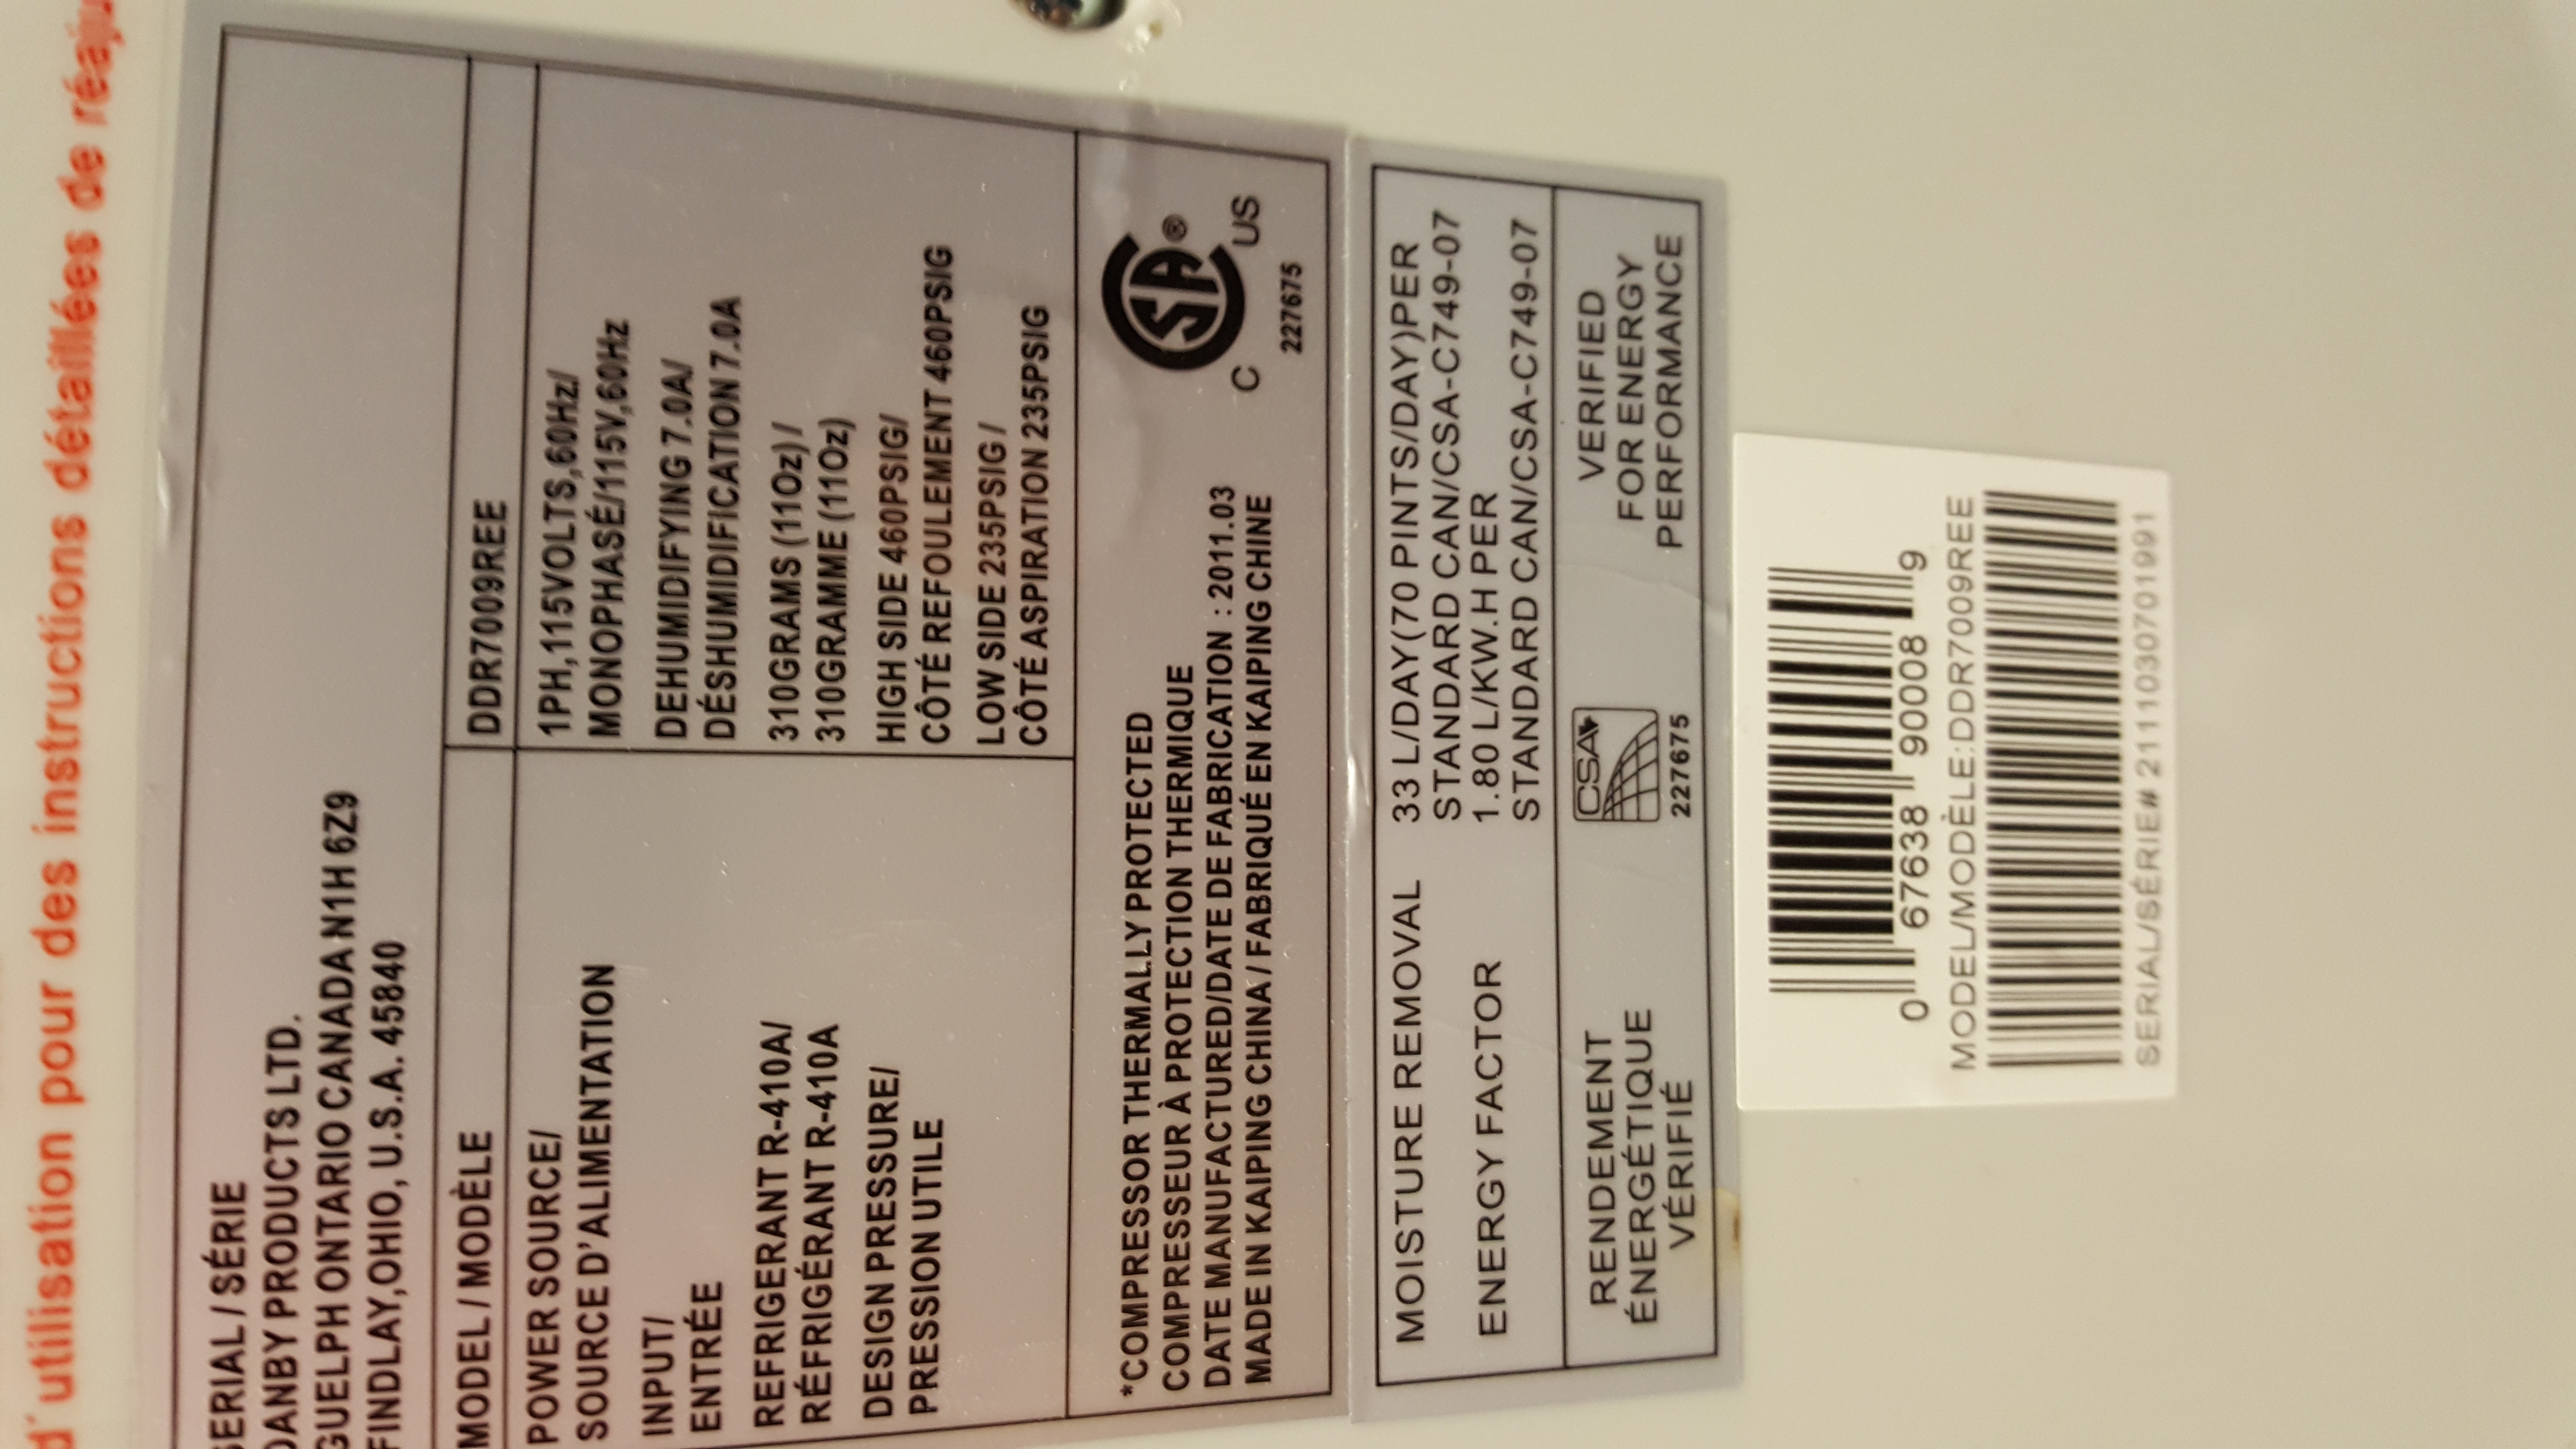 d'utilisation pour des instructions détaillées de
SERIAL / SÉRIE
DANBY PRODUCTS LTD.
GUELPH ONTARIO CANADA N1H 6Z9
FINDLAY,OHIO, U.S.A. 45840
MODEL / MODÈLE DDR7009REE
POWER SOURCE/ 1PH,115VOLTS,60Hz/
SOURCE D'ALIMENTATION MONOPHASÉ/115V,60Hz
INPUT/ DEHUMIDIFYING 7.0A/
ENTRÉE DÉSHUMIDIFICATION 7.0A
REFRIGERANT R-410A/ 310GRAMS (11Oz) /
RÉFRIGÉRANT R-410A 310GRAMME (11Oz)
DESIGN PRESSURE/ HIGH SIDE 460PSIG/
PRESSION UTILE CÔTÉ REFOULEMENT 460PSIG
LOW SIDE 235PSIG /
CÔTÉ ASPIRATION 235PSIG
*COMPRESSOR THERMALLY PROTECTED
COMPRESSEUR À PROTECTION THERMIQUE
DATE MANUFACTURED/DATE DE FABRICATION : 2011.03
MADE IN KAIPING CHINA / FABRIQUÉ EN KAIPING CHINE
SA®
C US
227675
MOISTURE REMOVAL 33 L/DAY(70 PINTS/DAY)PER
STANDARD CAN/CSA-C749-07
ENERGY FACTOR 1.80 L/KW.H PER
STANDARD CAN/CSA-C749-07
RENDEMENT
ÉNERGÉTIQUE
VÉRIFIÉ
CSA
227675
VERIFIED
FOR ENERGY
PERFORMANCE
0 67638 90008 9
MODEL/MODÈLE:DDR7009REE
SERIAL/SÉRIE# 2111030701991